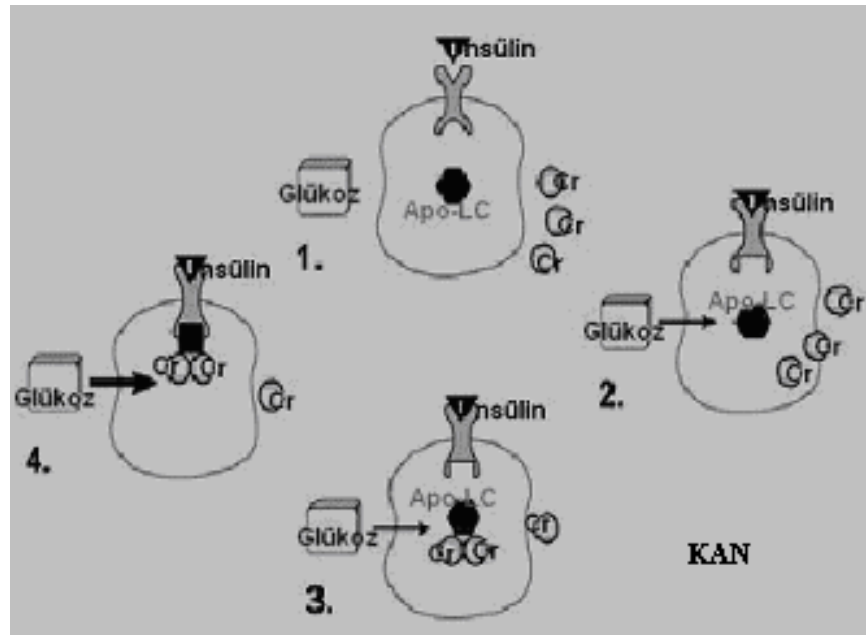 İnsülin
Glükoz
Apo-LC
Cr
Cr
Cr
1.
İnsülin
Apo-LC
Glükoz
Cr
Cr
Cr
2.
İnsülin
Apo-LC
Glükoz
Cr
Cr
Cr
3.
İnsülin
Glükoz
Cr
Cr
Cr
4.
KAN